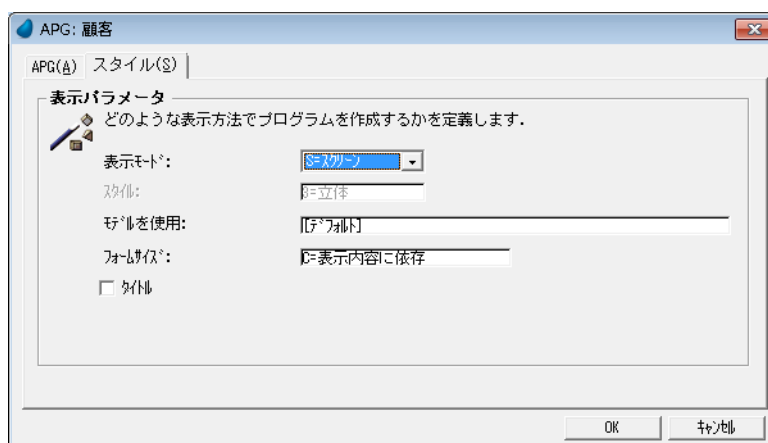 APG: 顧客
APG(A) スタイル(S)
表示パラメータ
どのような表示方法でプログラムを作成するかを定義します.
表示ﾓｰﾄﾞ: S=ｽｸﾘｰﾝ
ｽﾀｲﾙ: 3=立体
ﾓﾃﾞﾙを使用: [ﾃﾞﾌｫﾙﾄ]
ﾌｫｰﾑｻｲｽﾞ: C=表示内容に依存
ﾀｲﾄﾙ
OK ｷｬﾝｾﾙ